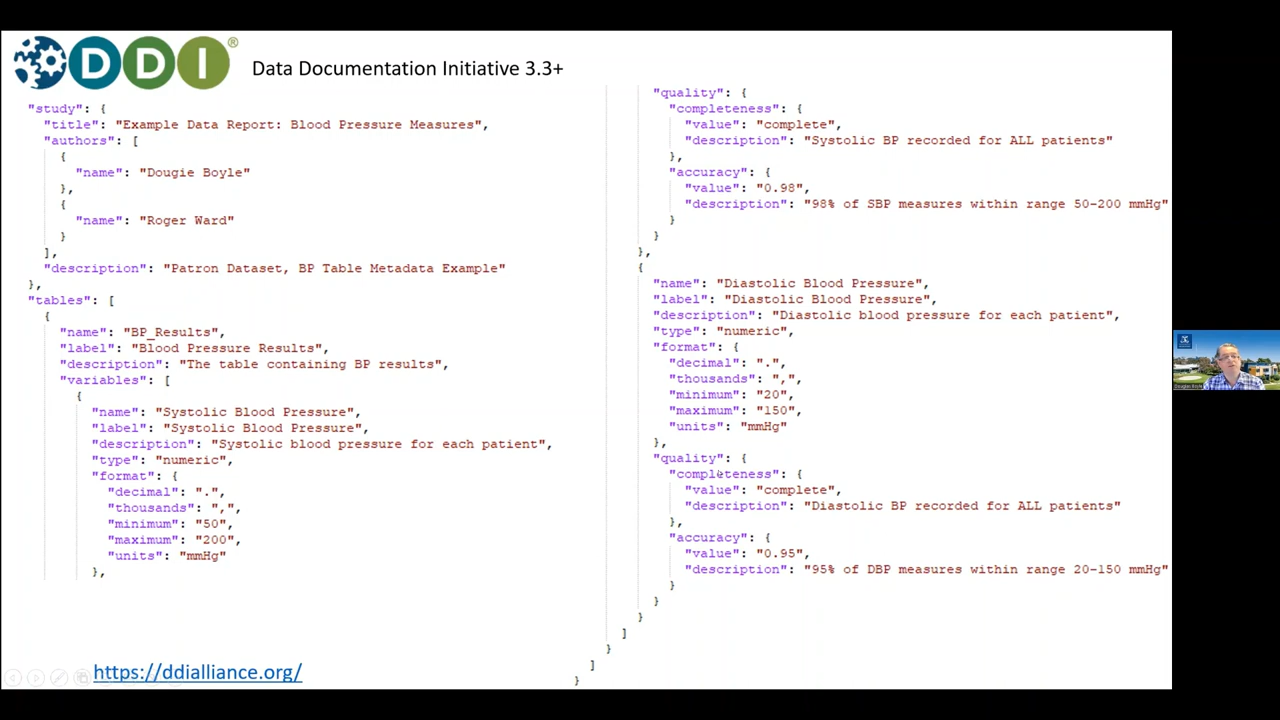 DDI®
Data Documentation Initiative 3.3+
"study": {
"title": "Example Data Report: Blood Pressure Measures",
"authors": [
{
"name": "Dougie Boyle"
},
{
"name": "Roger Ward"
}
],
"description": "Patron Dataset, BP Table Metadata Example"
},
"tables": [
{
"name": "BP_Results",
"label": "Blood Pressure Results",
"description": "The table containing BP results",
"variables": [
{
"name": "Systolic Blood Pressure",
"label": "Systolic Blood Pressure",
"description": "Systolic blood pressure for each patient",
"type": "numeric",
"format": {
"decimal": ".",
"thousands": ",",
"minimum": "50",
"maximum": "200",
"units": "mmHg"
},
"quality": {
"completeness": {
"value": "complete",
"description": "Systolic BP recorded for ALL patients"
},
"accuracy": {
"value": "0.98",
"description": "98% of SBP measures within range 50-200 mmHg"
}
}
},
{
"name": "Diastolic Blood Pressure",
"label": "Diastolic Blood Pressure",
"description": "Diastolic blood pressure for each patient",
"type": "numeric",
"format": {
"decimal": ".",
"thousands": ",",
"minimum": "20",
"maximum": "150",
"units": "mmHg"
},
"quality": {
"completeness": {
"value": "complete",
"description": "Diastolic BP recorded for ALL patients"
},
"accuracy": {
"value": "0.95",
"description": "95% of DBP measures within range 20-150 mmHg"
}
}
}
]
}
]
}
https://ddialliance.org/